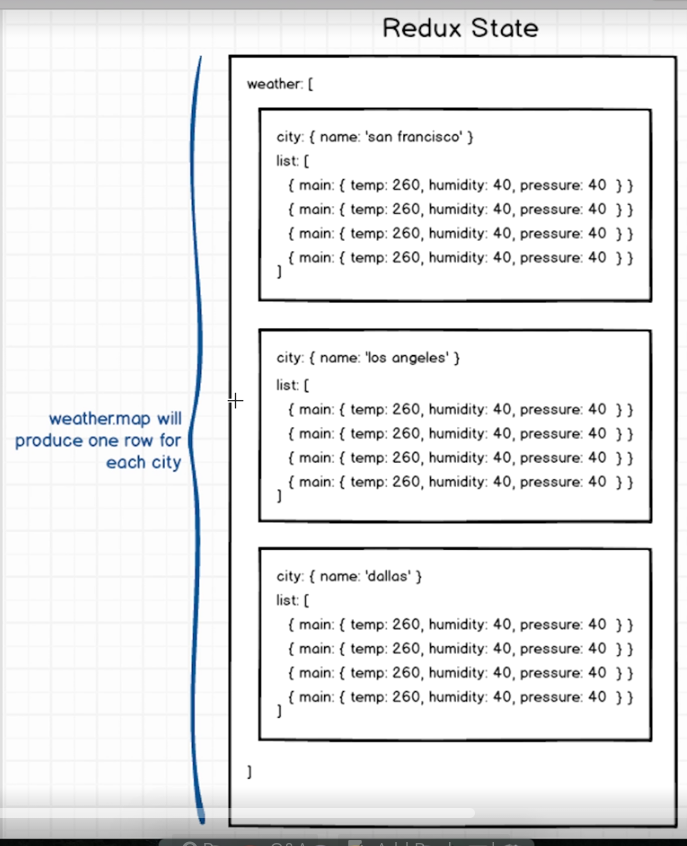 Redux State
weather: [
city: { name: 'san francisco' }
list: [
{ main: { temp: 260, humidity: 40, pressure: 40 } }
{ main: { temp: 260, humidity: 40, pressure: 40 } }
{ main: { temp: 260, humidity: 40, pressure: 40 } }
{ main: { temp: 260, humidity: 40, pressure: 40 } }
]
city: { name: 'los angeles' }
list: [
{ main: { temp: 260, humidity: 40, pressure: 40 } }
{ main: { temp: 260, humidity: 40, pressure: 40 } }
{ main: { temp: 260, humidity: 40, pressure: 40 } }
{ main: { temp: 260, humidity: 40, pressure: 40 } }
]
city: { name: 'dallas' }
list: [
{ main: { temp: 260, humidity: 40, pressure: 40 } }
{ main: { temp: 260, humidity: 40, pressure: 40 } }
{ main: { temp: 260, humidity: 40, pressure: 40 } }
{ main: { temp: 260, humidity: 40, pressure: 40 } }
]
]
weather.map will
produce one row for
each city